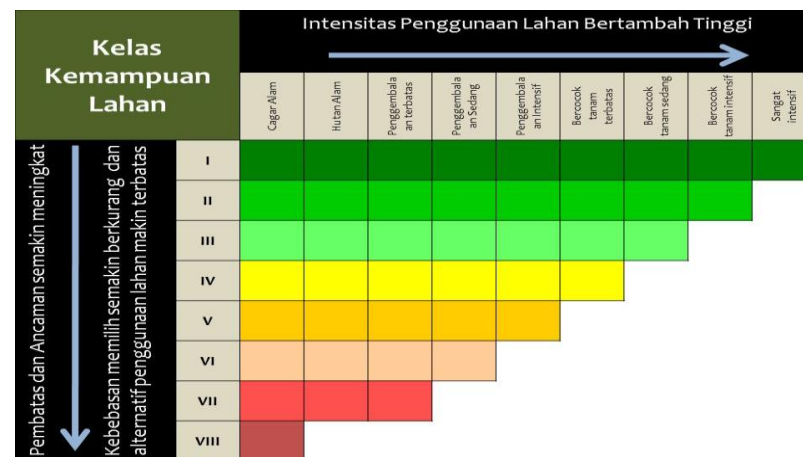 Kelas
Kemampuan
Lahan
Intensitas Penggunaan Lahan Bertambah Tinggi
Cagar Alam
Hutan Alam
Penggembala
an terbatas
Penggembala
an Sedang
Penggembala
an Intensif
Bercocok
tanam
terbatas
Bercocok
tanam sedang
Bercocok
tanam intensif
Sangat
intensif
Pembatas dan Ancaman semakin meningkat
Kebebasan memilih semakin berkurang dan
alternatif penggunaan lahan makin terbatas
I
II
III
IV
V
VI
VII
VIII